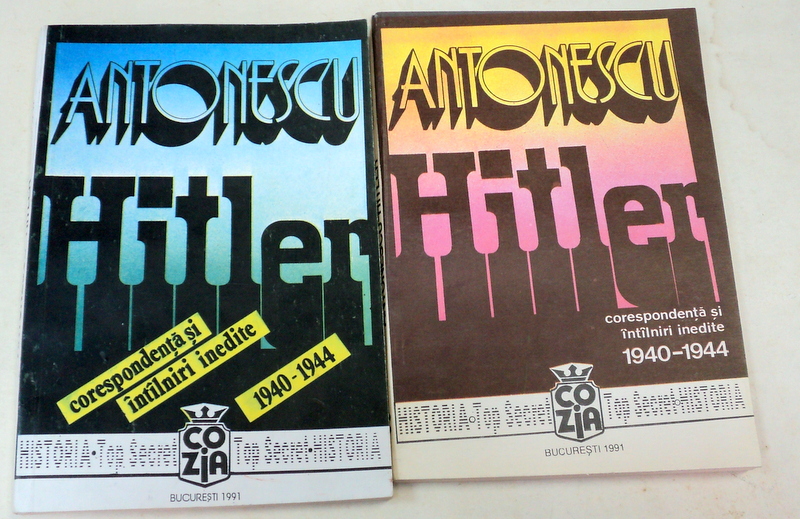 ANTONESCU
Hitler
corespondență și
întîlniri inedite
1940-1944
HISTORIA • Top Secret
COZIA
Top Secret • HISTORIA
BUCUREȘTI 1991
ANTONESCU
Hitler
corespondență și
întîlniri inedite
1940-1944
HISTORIA • Top Secret
COZIA
Top Secret • HISTORIA
BUCUREȘTI 1991